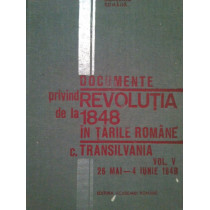 DOCUMENTE
privind REVOLUȚIA
de la 1848
ÎN ȚĂRILE ROMÂNE
C. TRANSILVANIA
VOL. V
26 MAI-4 IUNIE 1848